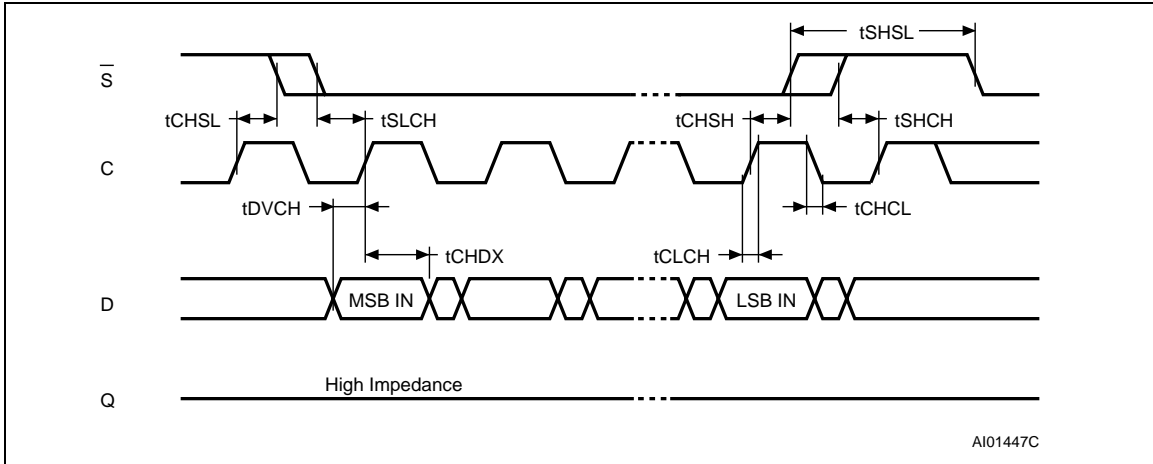 tSHSL
S
tCHSL
tSLCH
tCHSH
tSHCH
C
tDVCH
tCHCL
tCHDX
tCLCH
D
MSB IN
LSB IN
High Impedance
Q
AI01447C